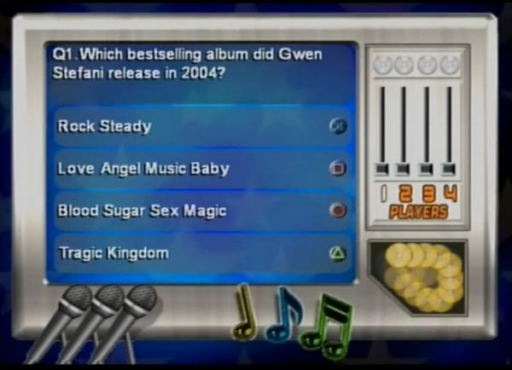 Q1.Which bestselling album did Gwen
Stefani release in 2004?
Rock Steady
Love Angel Music Baby
Blood Sugar Sex Magic
Tragic Kingdom
1 2 3 4
PLAYERS